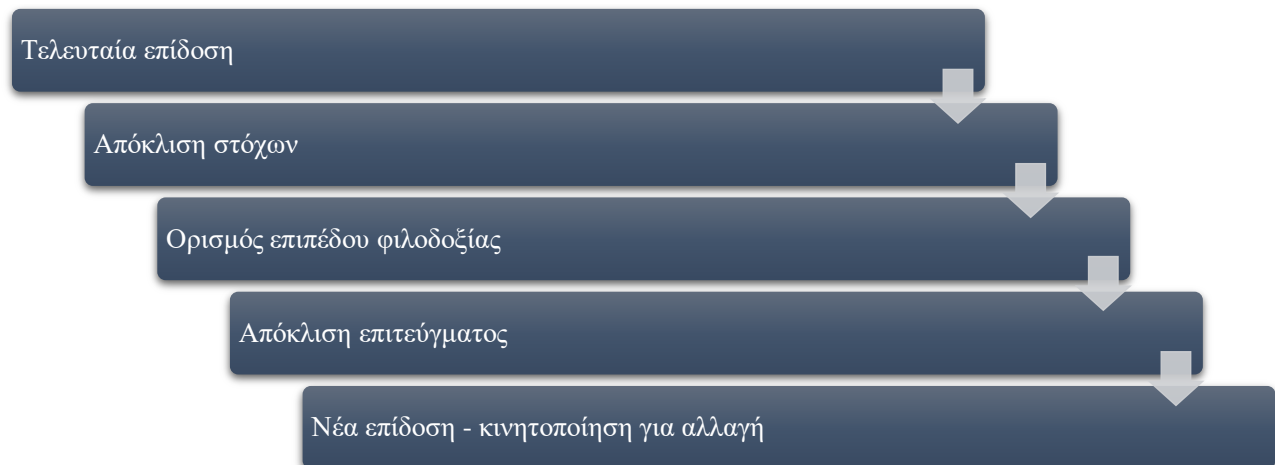 Τελευταία επίδοση
Απόκλιση στόχων
Ορισμός επιπέδου φιλοδοξίας
Απόκλιση επιτεύγματος
Νέα επίδοση - κινητοποίηση για αλλαγή